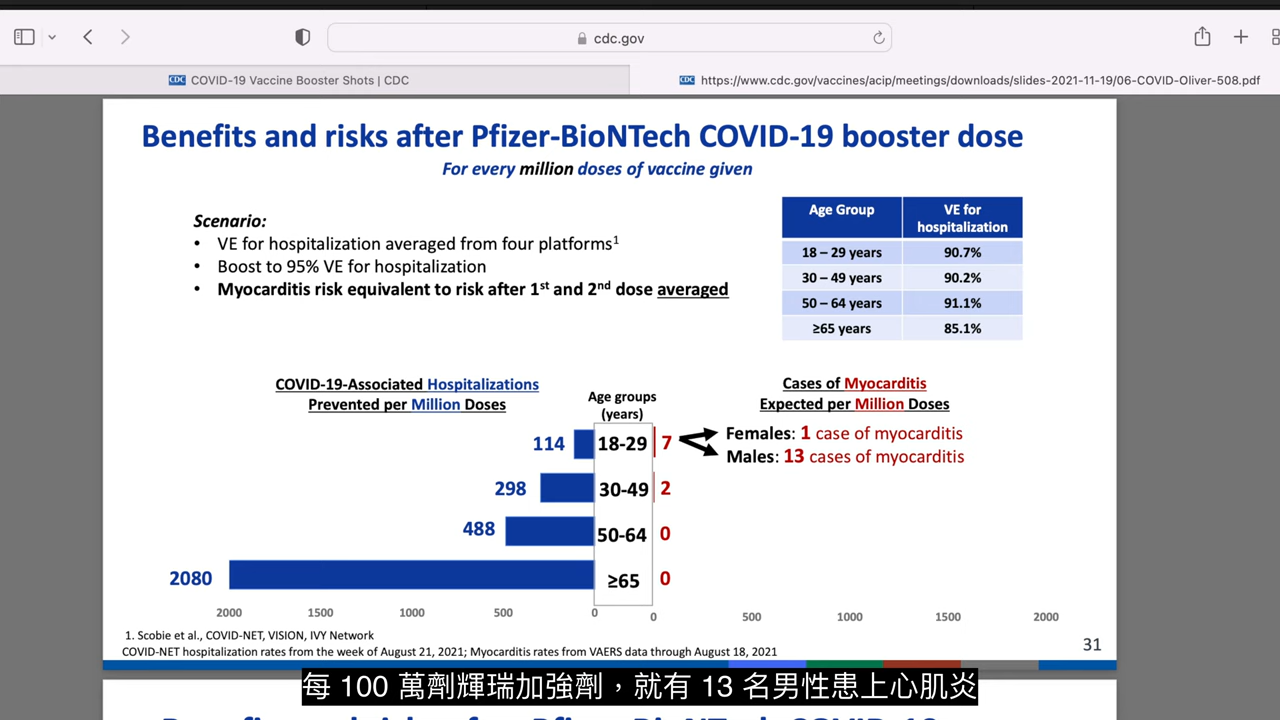 cdc.gov
COVID-19 Vaccine Booster Shots | CDC
https://www.cdc.gov/vaccines/acip/meetings/downloads/slides-2021-11-19/06-COVID-Oliver-508.pdf
Benefits and risks after Pfizer-BioNTech COVID-19 booster dose
For every million doses of vaccine given
Scenario:
• VE for hospitalization averaged from four platforms1
• Boost to 95% VE for hospitalization
• Myocarditis risk equivalent to risk after 1st and 2nd dose averaged
Age Group VE for hospitalization
18 – 29 years 90.7%
30 – 49 years 90.2%
50 – 64 years 91.1%
≥65 years 85.1%
COVID-19-Associated Hospitalizations
Prevented per Million Doses
Age groups
(years)
Cases of Myocarditis
Expected per Million Doses
114 18-29 7
Females: 1 case of myocarditis
Males: 13 cases of myocarditis
298 30-49 2
488 50-64 0
2080 ≥65 0
2000 1500 1000 500 0 0 500 1000 1500 2000
1. Scobie et al., COVID-NET, VISION, IVY Network
COVID-NET hospitalization rates from the week of August 21, 2021; Myocarditis rates from VAERS data through August 18, 2021
31
每 100 萬劑輝瑞加強劑，就有 13 名男性患上心肌炎